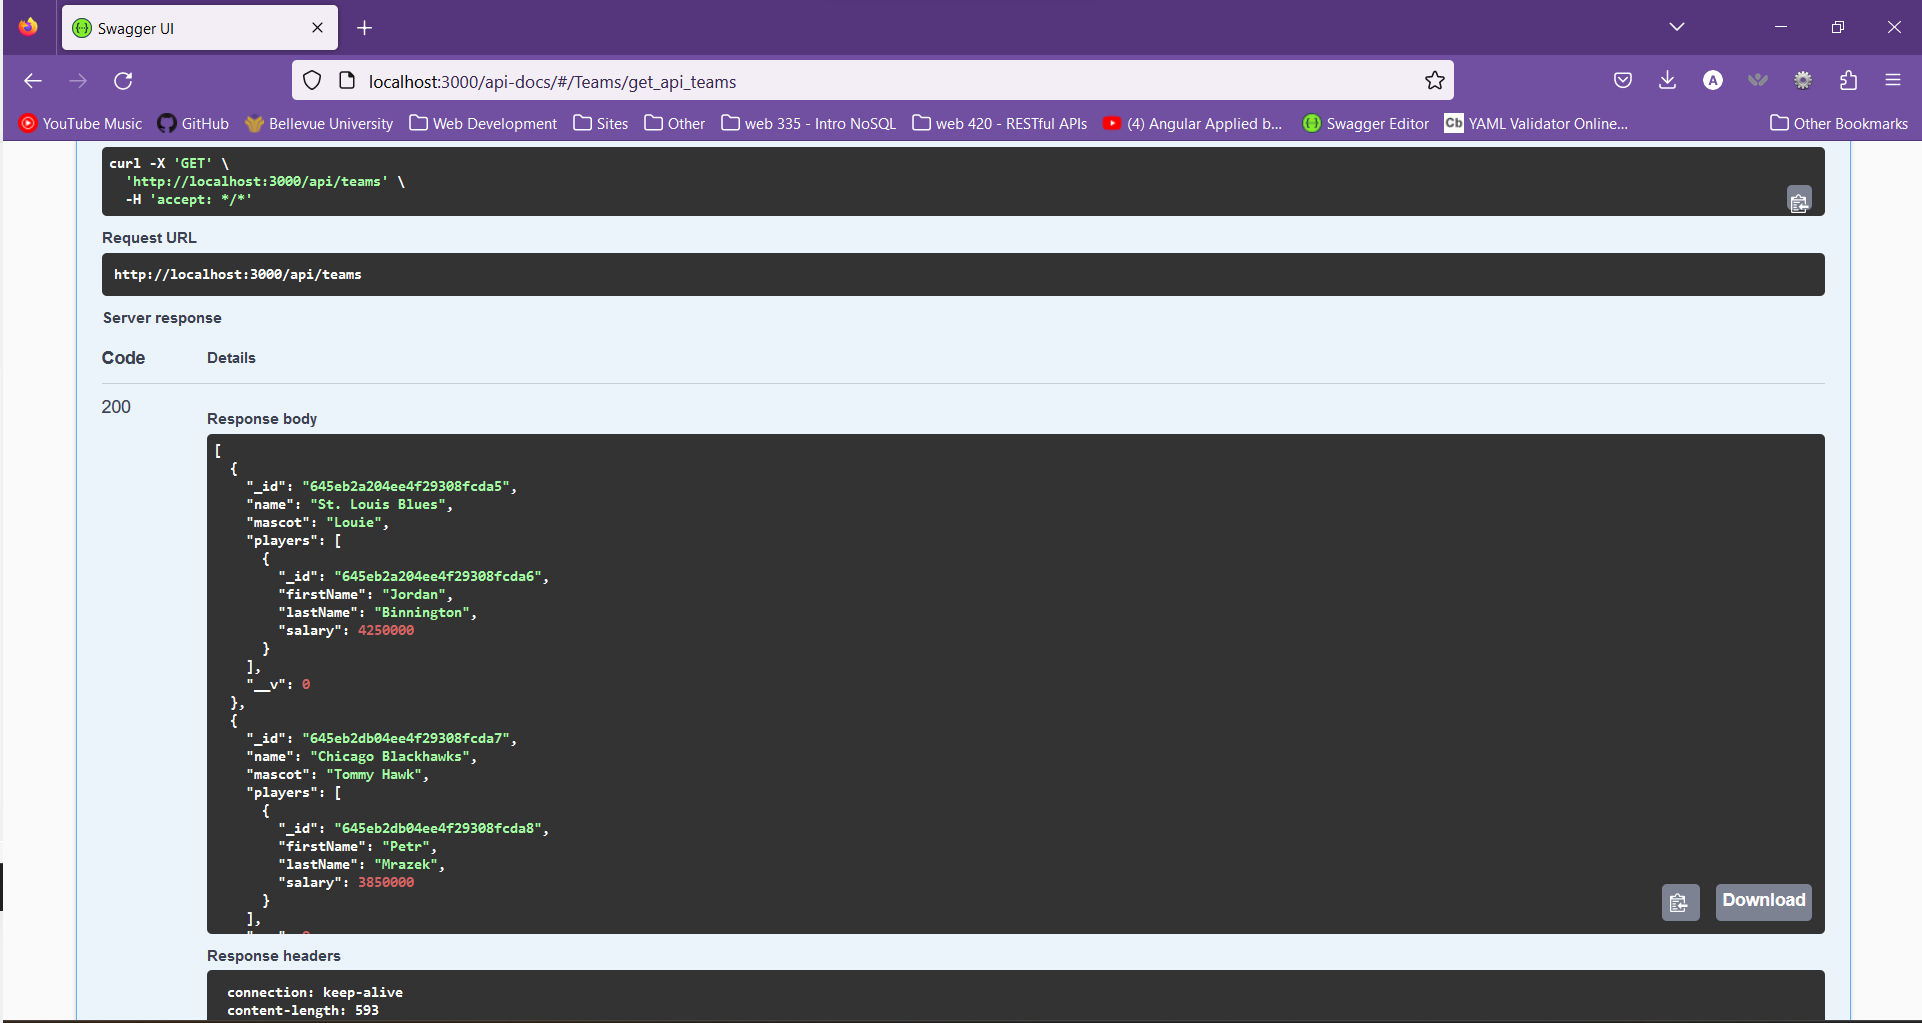 Swagger UI
localhost:3000/api-docs/#/Teams/get_api_teams
A
YouTube Music GitHub Bellevue University Web Development Sites Other web 335 - Intro NoSQL web 420 - RESTful APIs (4) Angular Applied b... Swagger Editor Cb YAML Validator Online... Other Bookmarks
curl -X 'GET' \
'http://localhost:3000/api/teams' \
-H 'accept: */*'
Request URL
http://localhost:3000/api/teams
Server response
Code Details
200
Response body
[
{
"_id": "645eb2a204ee4f29308fcda5",
"name": "St. Louis Blues",
"mascot": "Louie",
"players": [
{
"_id": "645eb2a204ee4f29308fcda6",
"firstName": "Jordan",
"lastName": "Binnington",
"salary": 4250000
}
],
"__v": 0
},
{
"_id": "645eb2db04ee4f29308fcda7",
"name": "Chicago Blackhawks",
"mascot": "Tommy Hawk",
"players": [
{
"_id": "645eb2db04ee4f29308fcda8",
"firstName": "Petr",
"lastName": "Mrazek",
"salary": 3850000
}
],
Download
Response headers
connection: keep-alive
content-length: 593